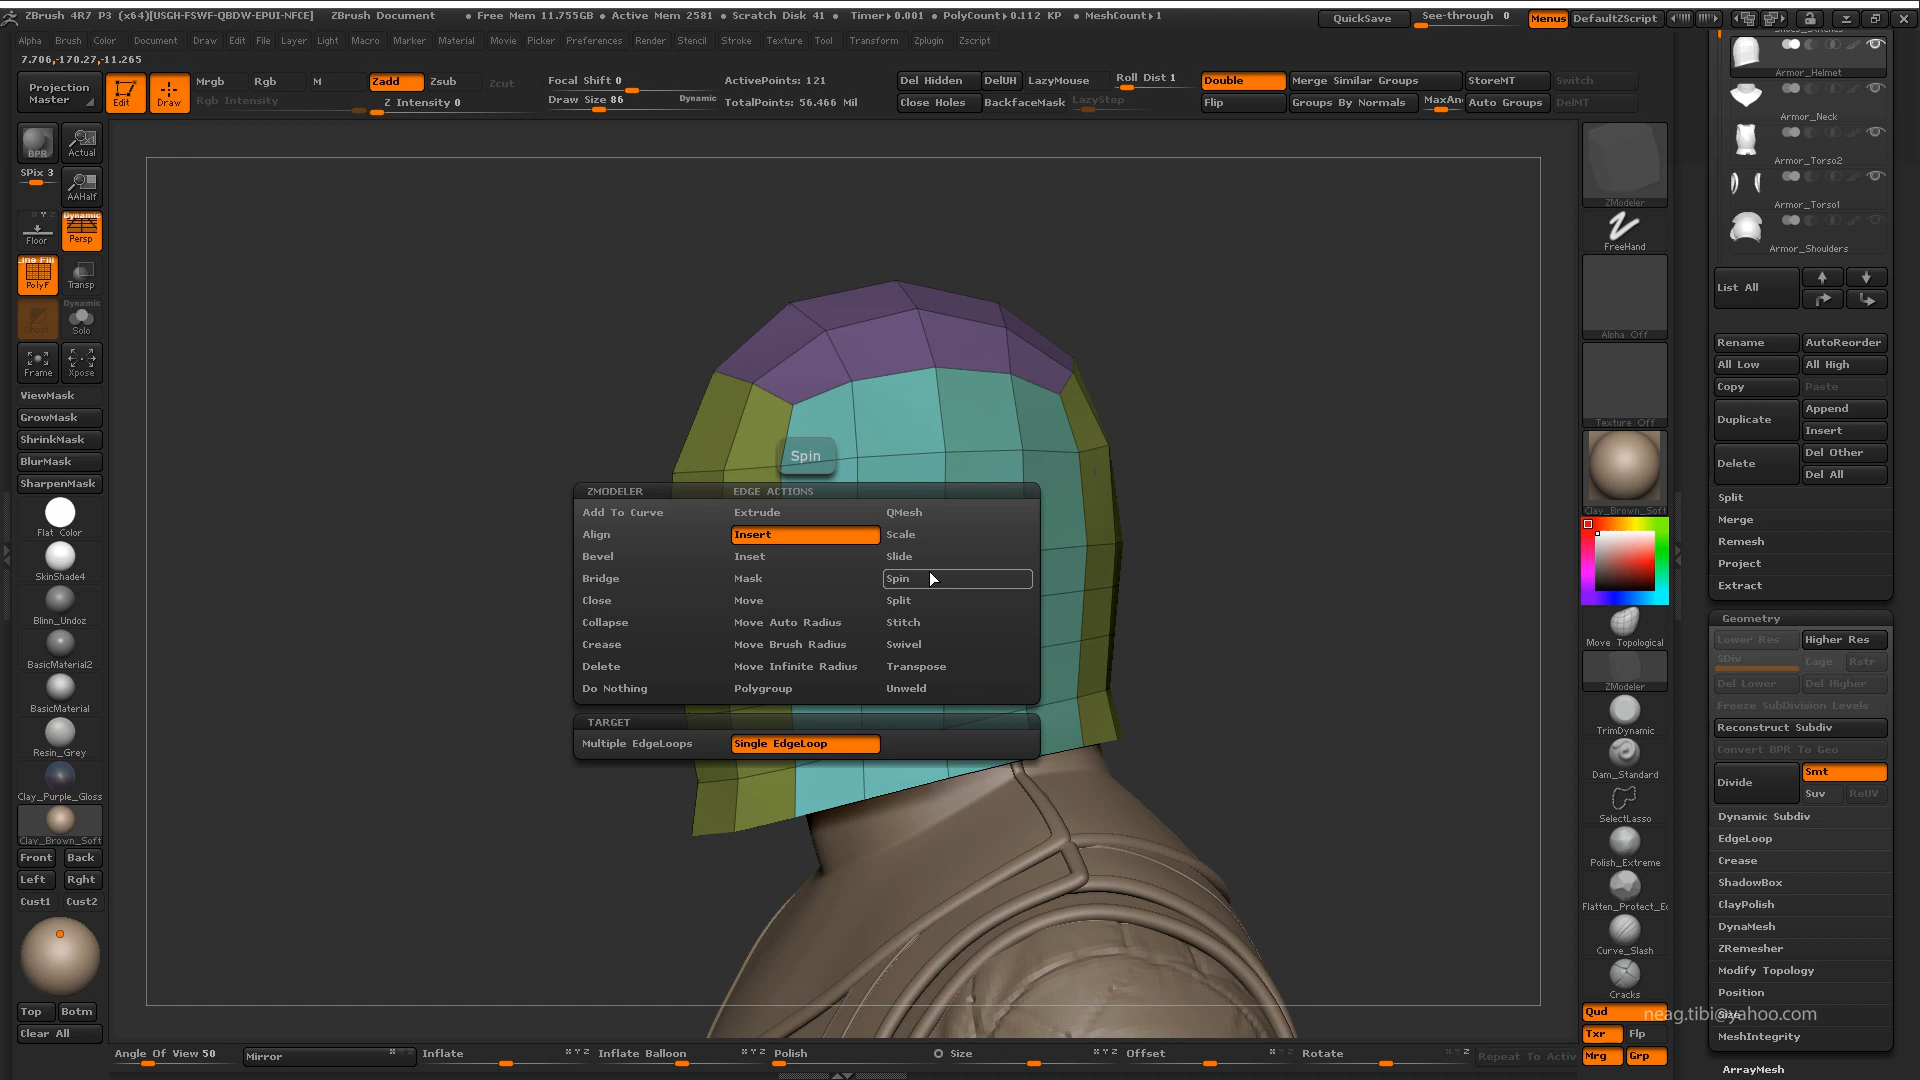 ZBrush 4R7 P3 (x64)[USGH-FSWF-QBDW-EPUI-NFCE] ZBrush Document • Free Mem 11.755GB • Active Mem 2581 • Scratch Disk 41 • Timer▸0.001 • PolyCount▸0.112 KP • MeshCount▸1 QuickSave See-through 0 Menus DefaultZScript
Alpha Brush Color Document Draw Edit File Layer Light Macro Marker Material Movie Picker Preferences Render Stencil Stroke Texture Tool Transform Zplugin Zscript
7.706,-170.27,-11.265
Projection Master
Edit
Draw
Mrgb Rgb M Zadd Zsub Zcut
Rgb Intensity Z Intensity 0
Focal Shift 0
Draw Size 86 Dynamic
ActivePoints: 121
TotalPoints: 56.466 Mil
Del Hidden DelUH LazyMouse Roll Dist 1
Close Holes BackfaceMask LazyStep
Double Merge Similar Groups StoreMT Switch
Flip Groups By Normals MaxAn Auto Groups DelMT
BPR
Actual
SPix 3
AAHalf
Floor
Dynamic
Persp
Line Fill
PolyF
Transp
Ghost
Dynamic
Solo
Frame
Xpose
ViewMask
GrowMask
ShrinkMask
BlurMask
SharpenMask
Flat Color
SkinShade4
Blinn_Undoz
BasicMaterial2
BasicMaterial
Resin_Grey
Clay_Purple_Gloss
Clay_Brown_Soft
Front Back
Left Rght
Cust1 Cust2
Top Botm
Clear All
Spin
ZMODELER EDGE ACTIONS
Add To Curve Extrude QMesh
Align Insert Scale
Bevel Inset Slide
Bridge Mask Spin
Close Move Split
Collapse Move Auto Radius Stitch
Crease Move Brush Radius Swivel
Delete Move Infinite Radius Transpose
Do Nothing Polygroup Unweld
TARGET
Multiple EdgeLoops Single EdgeLoop
ZModeler
FreeHand
Alpha Off
Texture Off
Clay_Brown_Soft
Move Topological
ZModeler
TrimDynamic
Dam_Standard
SelectLasso
Polish_Extreme
Flatten_Protect_Ed
Curve_Slash
Cracks
Qud
Txr Flp
Mrg Grp
Armor_Helmet
Armor_Neck
Armor_Torso2
Armor_Torso1
Armor_Shoulders
List All
Rename AutoReorder
All Low All High
Copy Paste
Duplicate Append
Insert
Delete Del Other
Del All
Split
Merge
Remesh
Project
Extract
Geometry
Lower Res Higher Res
SDiv Cage Rstr
Del Lower Del Higher
Freeze SubDivision Levels
Reconstruct Subdiv
Convert BPR To Geo
Divide Smt
Suv ReUV
Dynamic Subdiv
EdgeLoop
Crease
ShadowBox
ClayPolish
DynaMesh
ZRemesher
Modify Topology
Position
Size
MeshIntegrity
ArrayMesh
neag.tibi@yahoo.com
Angle Of View 50 Mirror Inflate Inflate Balloon Polish Size Offset Rotate Repeat To Activ